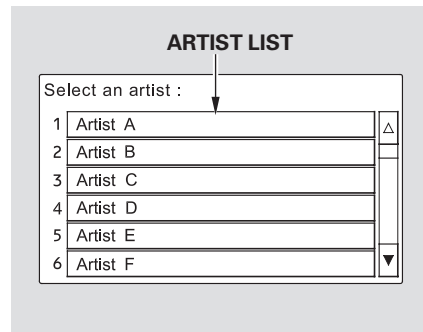 ARTIST LIST
Select an artist :
1 Artist A
2 Artist B
3 Artist C
4 Artist D
5 Artist E
6 Artist F